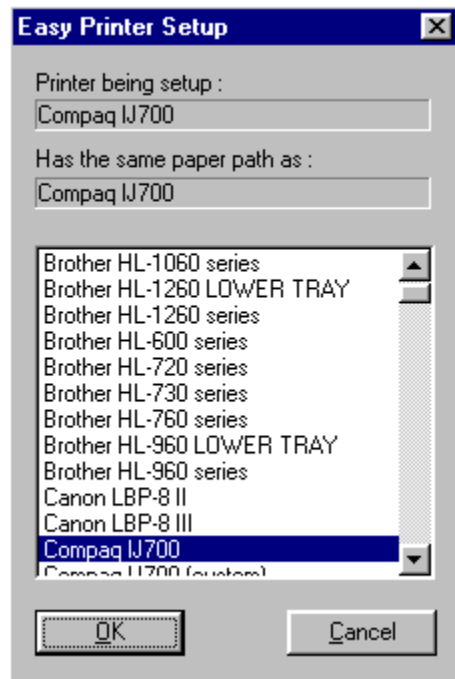 Easy Printer Setup
Printer being setup :
Compaq IJ700
Has the same paper path as :
Compaq IJ700
Brother HL-1060 series
Brother HL-1260 LOWER TRAY
Brother HL-1260 series
Brother HL-600 series
Brother HL-720 series
Brother HL-730 series
Brother HL-760 series
Brother HL-960 LOWER TRAY
Brother HL-960 series
Canon LBP-8 II
Canon LBP-8 III
Compaq IJ700
Compaq IJ700 (custom)
OK
Cancel